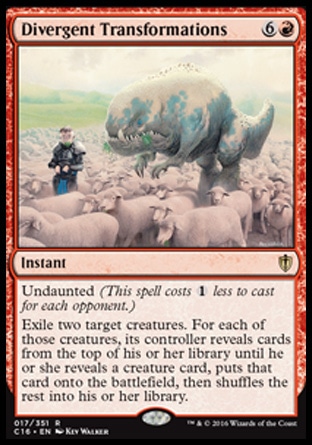 Divergent Transformations 6
Instant
Undaunted (This spell costs 1 less to cast
for each opponent.)
Exile two target creatures. For each of
those creatures, its controller reveals cards
from the top of his or her library until he
or she reveals a creature card, puts that
card onto the battlefield, then shuffles the
rest into his or her library.
017/351 R
C16 • EN Kev Walker
™ & © 2016 Wizards of the Coast